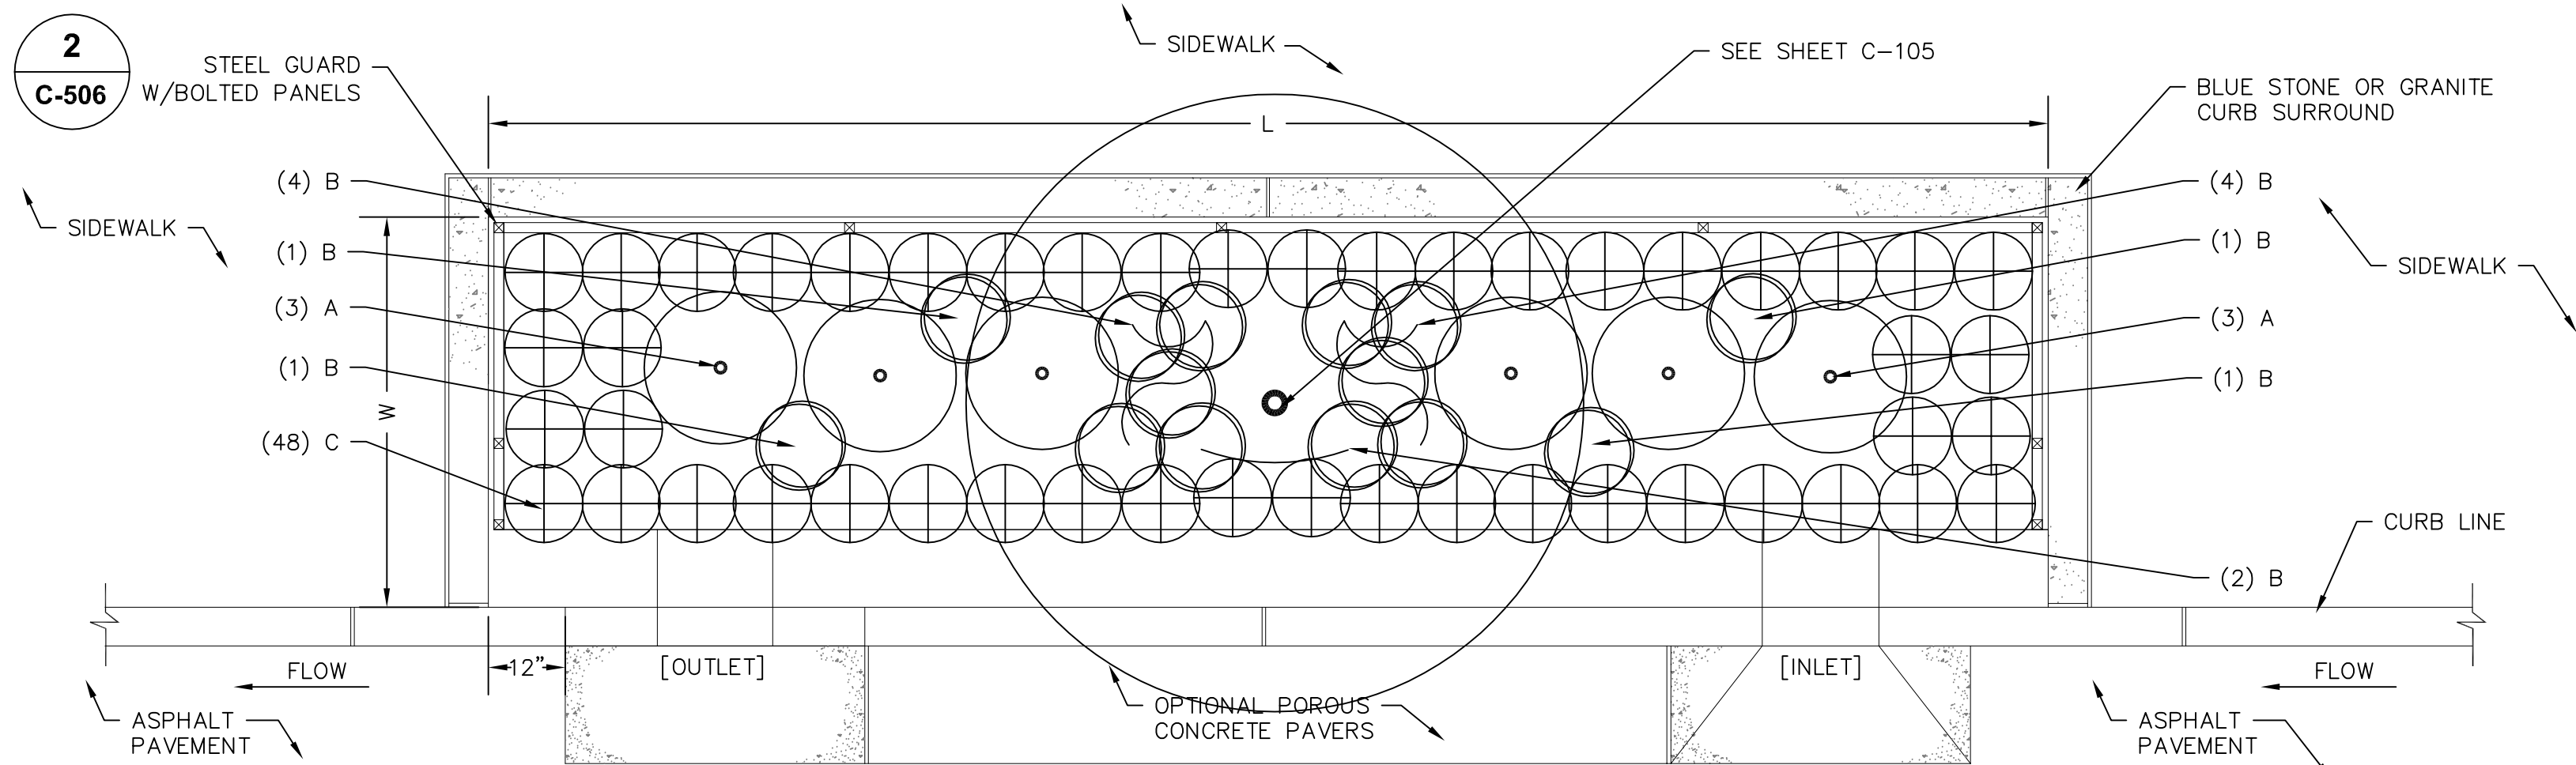 2
C-506
STEEL GUARD
W/BOLTED PANELS
SIDEWALK
SEE SHEET C-105
BLUE STONE OR GRANITE
CURB SURROUND
L
(4) B
(4) B
SIDEWALK
(1) B
(1) B
SIDEWALK
(3) A
(3) A
(1) B
(1) B
W
(48) C
CURB LINE
(2) B
FLOW
12"
[OUTLET]
[INLET]
FLOW
ASPHALT
PAVEMENT
OPTIONAL POROUS
CONCRETE PAVERS
ASPHALT
PAVEMENT